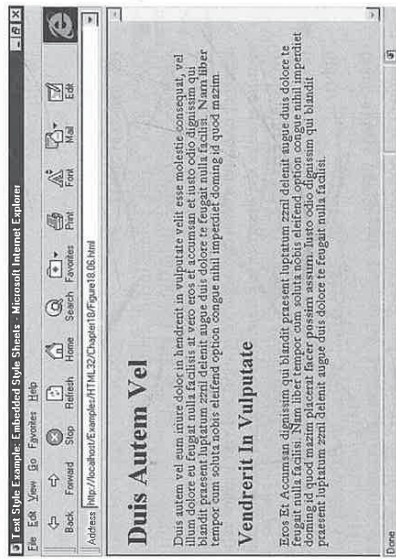 Text Style Example: Embedded Style Sheets - Microsoft Internet Explorer
File Edit View Go Favorites Help
Back Forward Stop Refresh Home Search Favorites Print Font Mail Edit
Address http://localhost/Examples/HTML32/Chapter18/Figure18.06.html
Duis Autem Vel
Duis autem vel eum iriure dolor in hendrerit in vulputate velit esse molestie consequat, vel
illum dolore eu feugiat nulla facilisis at vero eros et accumsan et iusto odio dignissim qui
blandit praesent luptatum zzril delenit augue duis dolore te feugait nulla facilisi. Nam liber
tempor cum soluta nobis eleifend option congue nihil imperdiet doming id quod mazim
Vendrerit In Vulputate
Eros Et Accumsan dignissim qui blandit praesent luptatum zzril delenit augue duis dolore te
feugait nulla facilisi. Nam liber tempor cum soluta nobis eleifend option congue nihil imperdiet
doming id quod mazim placerat facer possim assum. Iusto odio dignissim qui blandit
praesent luptatum zzril delenit augue duis dolore te feugait nulla facilisi.
Done